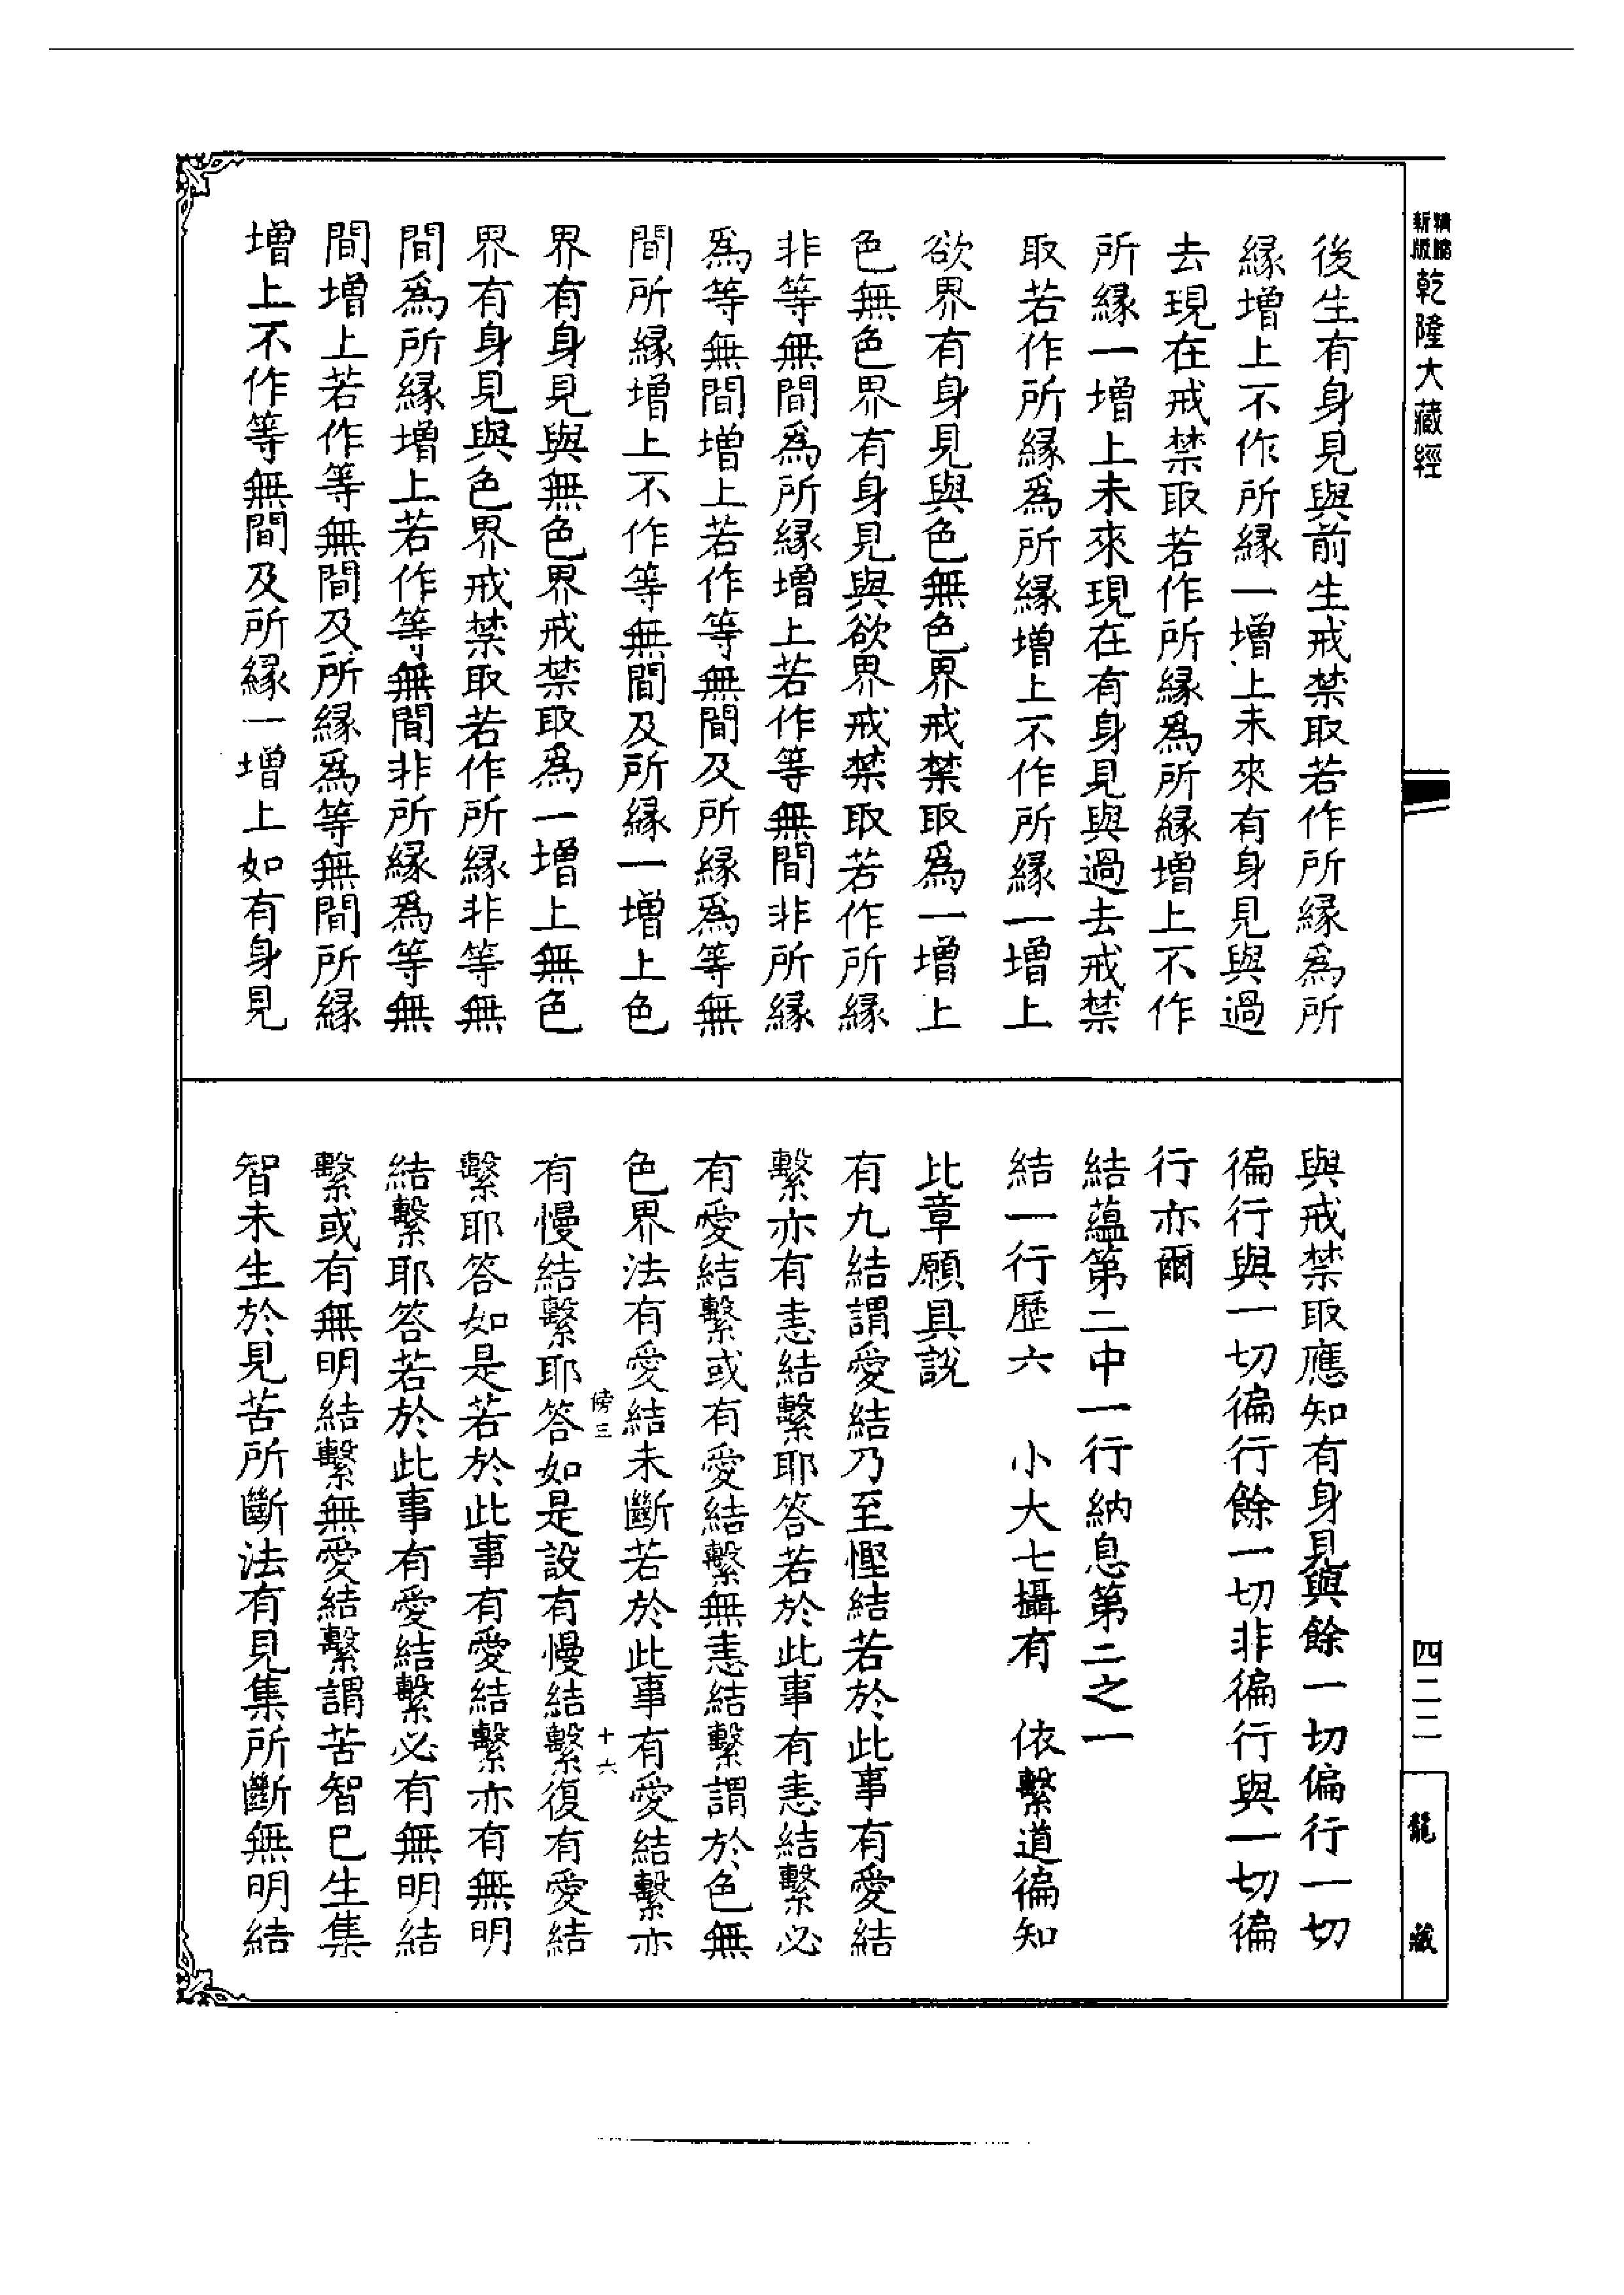 精縮新版乾隆大藏經
四二二
龍藏
後生有身見與前生戒禁取若作所緣爲所
緣增上不作所緣一增上未來有身見與過
去現在戒禁取若作所緣爲所緣增上不作
所緣一增上未來現在有身見與過去戒禁
取若作所緣爲所緣增上不作所緣一增上
欲界有身見與色無色界戒禁取爲一增上
色無色界有身見與欲界戒禁取若作所緣
非等無間爲所緣增上若作等無間非所緣
爲等無間增上若作等無間及所緣爲等無
間所緣增上不作等無間及所緣一增上色
界有身見與無色界戒禁取爲一增上無色
界有身見與色界戒禁取若作所緣非等無
間爲所緣增上若作等無間非所緣爲等無
間增上若作等無間及所緣爲等無間所緣
增上不作等無間及所緣一增上如有身見
與戒禁取應知有身見與餘一切偏行一切
徧行與一切徧行餘一切非徧行與一切徧
行亦爾
結蘊第二中一行納息第二之一
結一行歷六　小大七攝有　依繫道徧知
此章願具說
有九結謂愛結乃至慳結若於此事有愛結
繫亦有恚結繫耶答若於此事有恚結繫必
有愛結繫或有愛結繫無恚結繫謂於色無
色界法有愛結未斷若於此事有愛結繫亦
傍三　十六
有慢結繫耶答如是設有慢結繫復有愛結
繫耶答如是若於此事有愛結繫亦有無明
結繫耶答若於此事有愛結繫必有無明結
繫或有無明結繫無愛結繫謂苦智已生集
智未生於見苦所斷法有見集所斷無明結